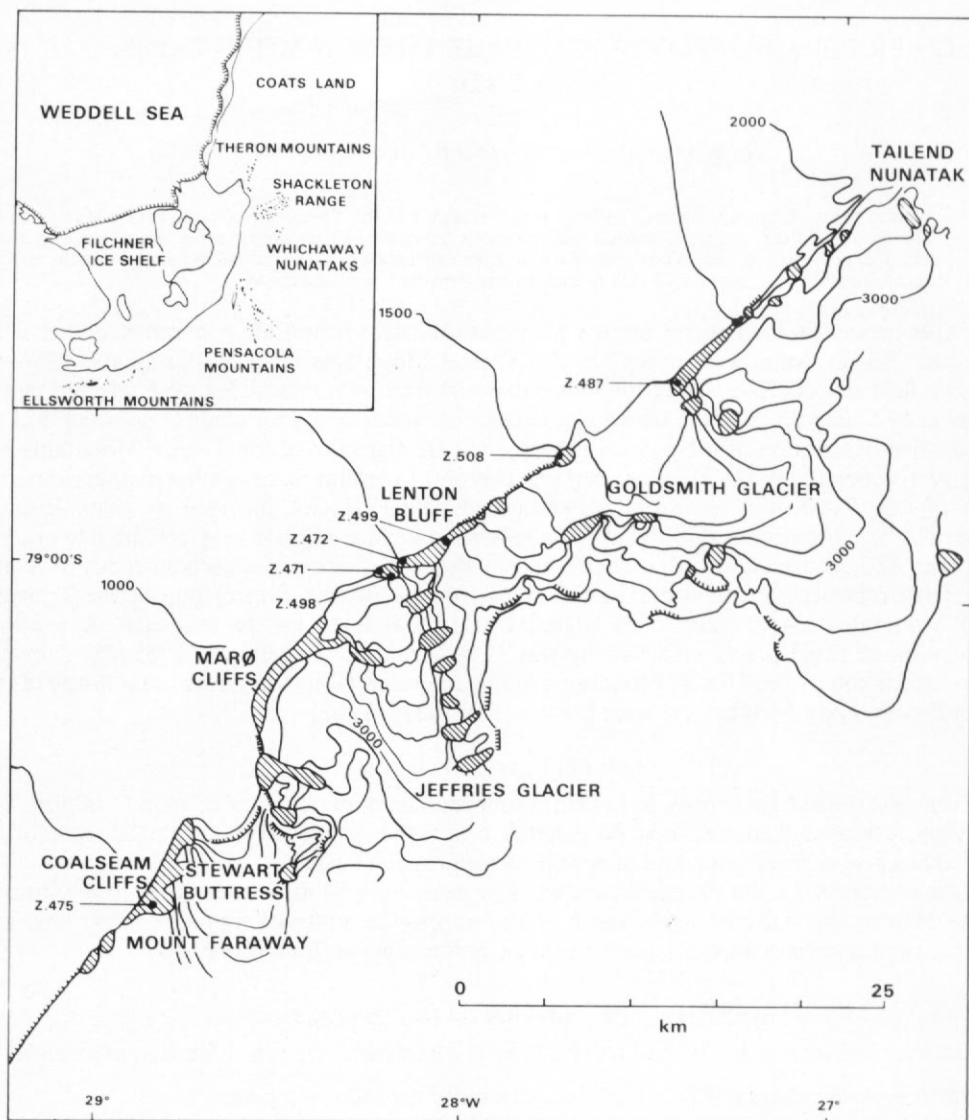 COATS LAND
WEDDELL SEA
THERON MOUNTAINS
SHACKLETON
RANGE
FILCHNER
ICE SHELF
WHICHAWAY
NUNATAKS
PENSACOLA
MOUNTAINS
ELLSWORTH MOUNTAINS
2000
TAILEND
NUNATAK
3000
1500
Z.487
Z.508
LENTON
BLUFF
GOLDSMITH GLACIER
Z.499
Z.472
79°00'S
Z.471
3000
1000
Z.498
MARØ
CLIFFS
3000
JEFFRIES GLACIER
COALSEAM
CLIFFS
STEWART
BUTTRESS
Z.475
MOUNT FARAWAY
0
25
km
29°
28°W
27°